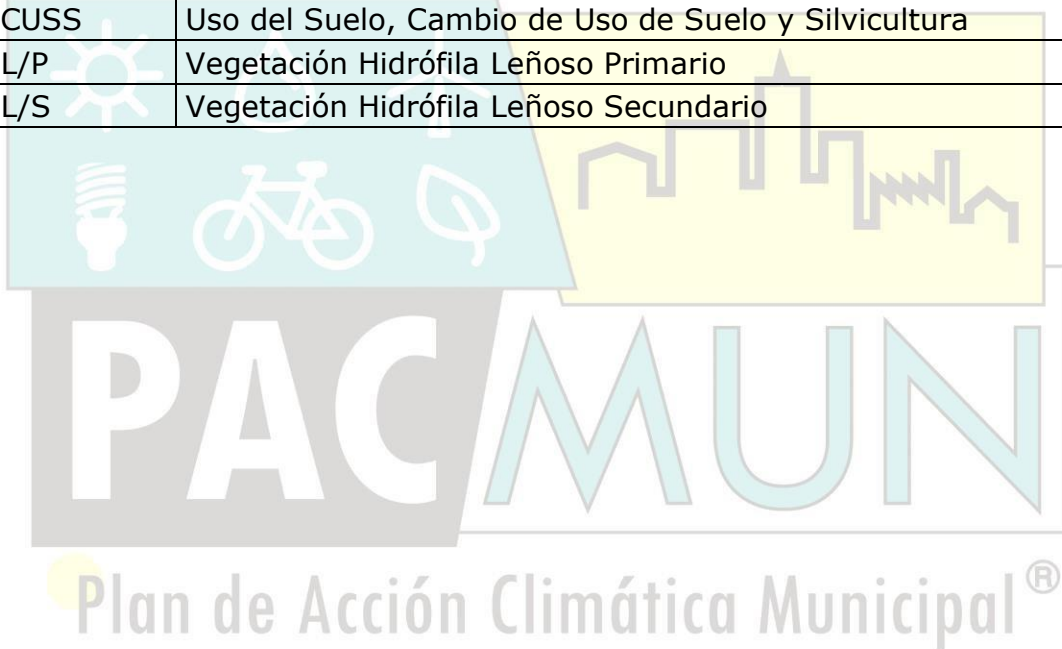 CUSS Uso del Suelo, Cambio de Uso de Suelo y Silvicultura
L/P Vegetación Hidrófila Leñoso Primario
L/S Vegetación Hidrófila Leñoso Secundario
PACMUN
Plan de Acción Climática Municipal®